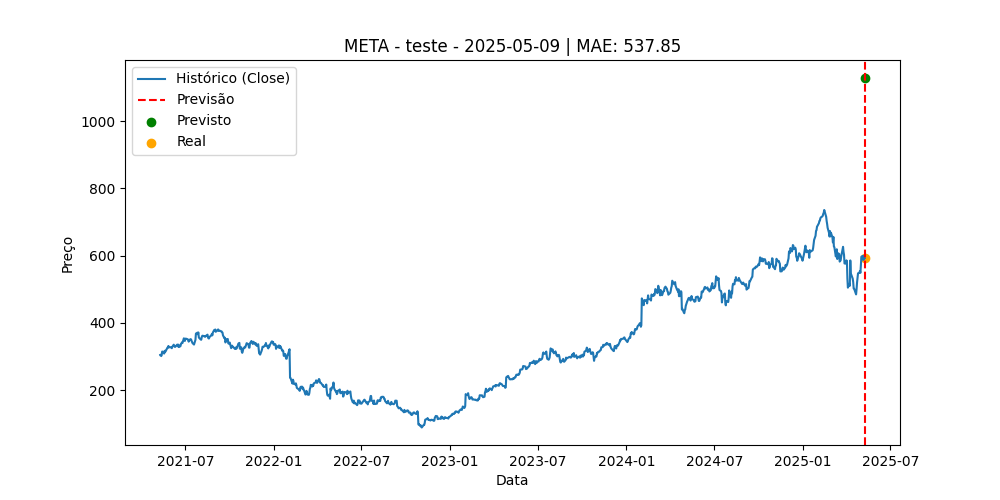 META - teste - 2025-05-09 | MAE: 537.85
Histórico (Close)
Previsão
Previsto
Real
1000
800
600
400
200
Preço
2021-07
2022-01
2022-07
2023-01
2023-07
2024-01
2024-07
2025-01
2025-07
Data